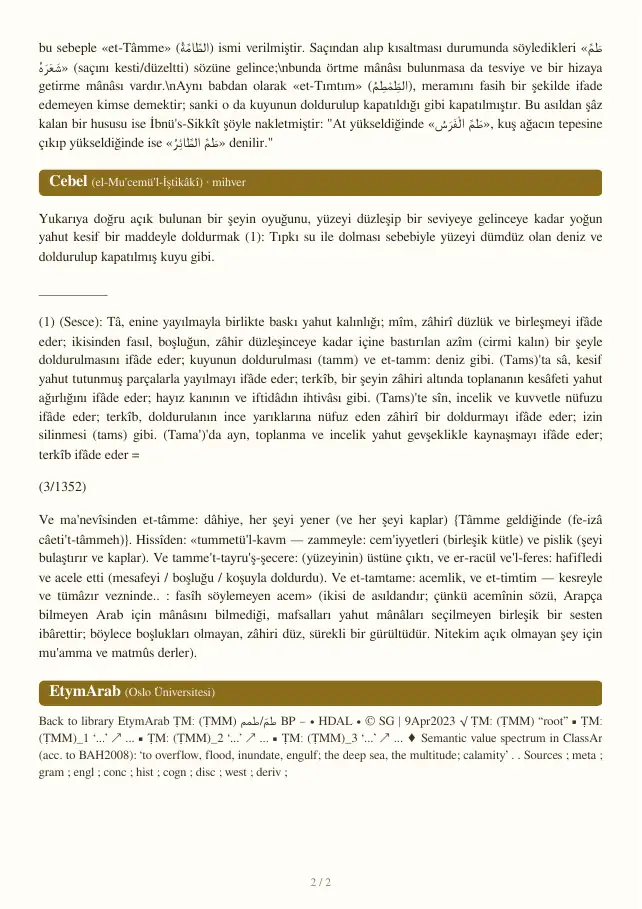 bu sebeple «et-Tâmme» (الطَّامَّةُ) ismi verilmiştir. Saçından alıp kısaltması durumunda söyledikleri «طَمَّ
شَعَرَهُ» (saçını kesti/düzeltti) sözüne gelince;\nbunda örtme mânâsı bulunmasa da tesviye ve bir hizaya
getirme mânâsı vardır.\nAynı babdan olarak «et-Tımtım» (الطِّمْطِمُ), meramını fasih bir şekilde ifade
edemeyen kimse demektir; sanki o da kuyunun doldurulup kapatıldığı gibi kapatılmıştır. Bu asıldan şâz
kalan bir hususu ise İbnü's-Sikkît şöyle nakletmiştir: "At yükseldiğinde «طَمَّ الْفَرَسُ», kuş ağacın tepesine
çıkıp yükseldiğinde ise «طَمَّ الطَّائِرُ» denilir."
Cebel (el-Mu'cemü'l-İştikâkî) · mihver
Yukarıya doğru açık bulunan bir şeyin oyuğunu, yüzeyi düzleşip bir seviyeye gelinceye kadar yoğun
yahut kesif bir maddeyle doldurmak (1): Tıpkı su ile dolması sebebiyle yüzeyi dümdüz olan deniz ve
doldurulup kapatılmış kuyu gibi.
(1) (Sesce): Tâ, enine yayılmayla birlikte baskı yahut kalınlığı; mîm, zâhirî düzlük ve birleşmeyi ifâde
eder; ikisinden fasıl, boşluğun, zâhir düzleşinceye kadar içine bastırılan azîm (cirmi kalın) bir şeyle
doldurulmasını ifâde eder; kuyunun doldurulması (tamm) ve et-tamm: deniz gibi. (Tams)'ta sâ, kesif
yahut tutunmuş parçalarla yayılmayı ifâde eder; terkîb, bir şeyin zâhiri altında toplananın kesâfeti yahut
ağırlığını ifâde eder; hayız kanının ve iftidâdın ihtivâsı gibi. (Tams)'te sîn, incelik ve kuvvetle nüfuzu
ifâde eder; terkîb, doldurulanın ince yarıklarına nüfuz eden zâhirî bir doldurmayı ifâde eder; izin
silinmesi (tams) gibi. (Tama')'da ayn, toplanma ve incelik yahut gevşeklikle kaynaşmayı ifâde eder;
terkîb ifâde eder =
(3/1352)
Ve ma'nevîsinden et-tâmme: dâhiye, her şeyi yener (ve her şeyi kaplar) {Tâmme geldiğinde (fe-izâ
câeti't-tâmmeh)}. Hissîden: «tummetü'l-kavm — zammeyle: cem'iyyetleri (birleşik kütle) ve pislik (şeyi
bulaştırır ve kaplar). Ve tamme't-tayru'ş-şecere: (yüzeyinin) üstüne çıktı, ve er-racül ve'l-feres: hafifledi
ve acele etti (mesafeyi / boşluğu / koşuyla doldurdu). Ve et-tamtame: acemlik, ve et-timtim — kesreyle
ve tümâzır vezninde.. : fasîh söylemeyen acem» (ikisi de asıldandır; çünkü acemînin sözü, Arapça
bilmeyen Arab için mânâsını bilmediği, mafsalları yahut mânâları seçilmeyen birleşik bir sesten
ibârettir; böylece boşlukları olmayan, zâhiri düz, sürekli bir gürültüdür. Nitekim açık olmayan şey için
mu'amma ve matmûs derler).
EtymArab (Oslo Üniversitesi)
Back to library EtymArab ṬM: (ṬMM) طمّ/طمم BP – • HDAL • © SG | 9Apr2023 √ ṬM: (ṬMM) “root” ▪ ṬM:
(ṬMM)_1 ‘...’ ↗ ... ▪ ṬM: (ṬMM)_2 ‘...’ ↗ ... ▪ ṬM: (ṬMM)_3 ‘...’ ↗ ... ♦ Semantic value spectrum in ClassAr
(acc. to BAH2008): ‘to overflow, flood, inundate, engulf; the deep sea, the multitude; calamity’ . . Sources ; meta ;
gram ; engl ; conc ; hist ; cogn ; disc ; west ; deriv ;
2 / 2